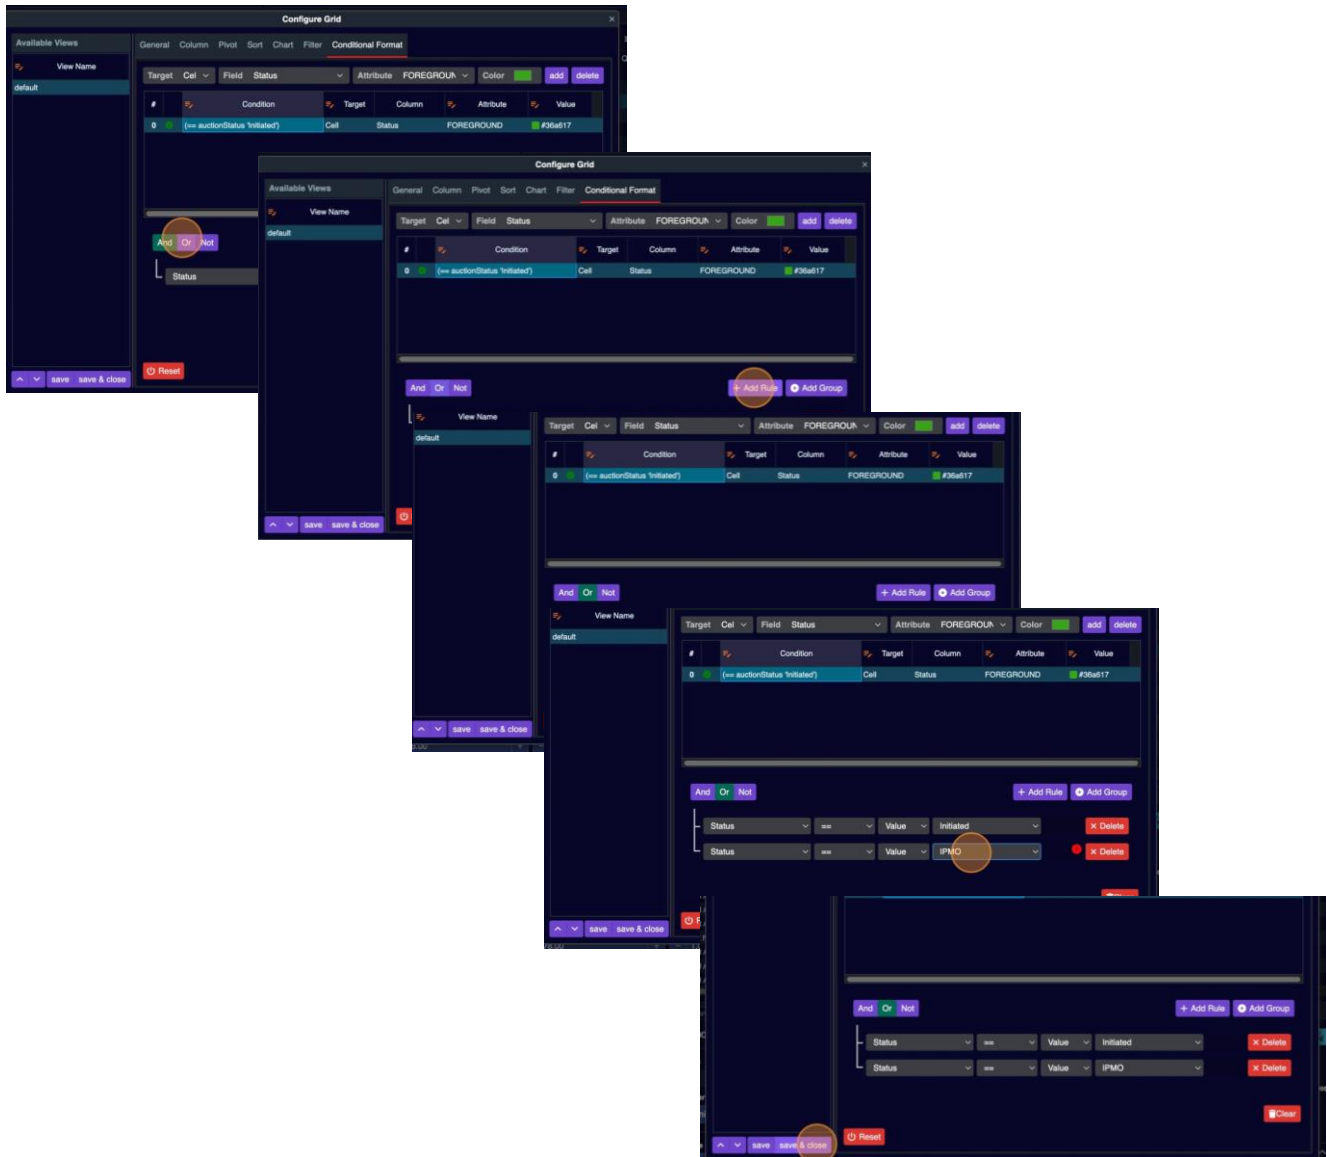 Configure Grid ×
Available Views
View Name
default
General Column Pivot Sort Chart Filter Conditional Format
Target Cel Field Status Attribute FOREGROUN Color add delete
# Condition Target Column Attribute Value
0 (== auctionStatus 'Initiated') Cell Status FOREGROUND #36a617
And Or Not
Status
Reset
save save & close
Configure Grid ×
Available Views
View Name
default
General Column Pivot Sort Chart Filter Conditional Format
Target Cel Field Status Attribute FOREGROUN Color add delete
# Condition Target Column Attribute Value
0 (== auctionStatus 'Initiated') Cell Status FOREGROUND #36a617
And Or Not + Add Rule Add Group
save save & close
View Name
default
Target Cel Field Status Attribute FOREGROUN Color add delete
# Condition Target Column Attribute Value
0 (== auctionStatus 'Initiated') Cell Status FOREGROUND #36a617
And Or Not + Add Rule Add Group
save save & close
View Name
default
Target Cel Field Status Attribute FOREGROUN Color add delete
# Condition Target Column Attribute Value
0 (== auctionStatus 'Initiated') Cell Status FOREGROUND #36a617
And Or Not + Add Rule Add Group
Status == Value Initiated × Delete
Status == Value IPMO × Delete
save save & close
And Or Not + Add Rule Add Group
Status == Value Initiated × Delete
Status == Value IPMO × Delete
Clear
Reset
save save & close